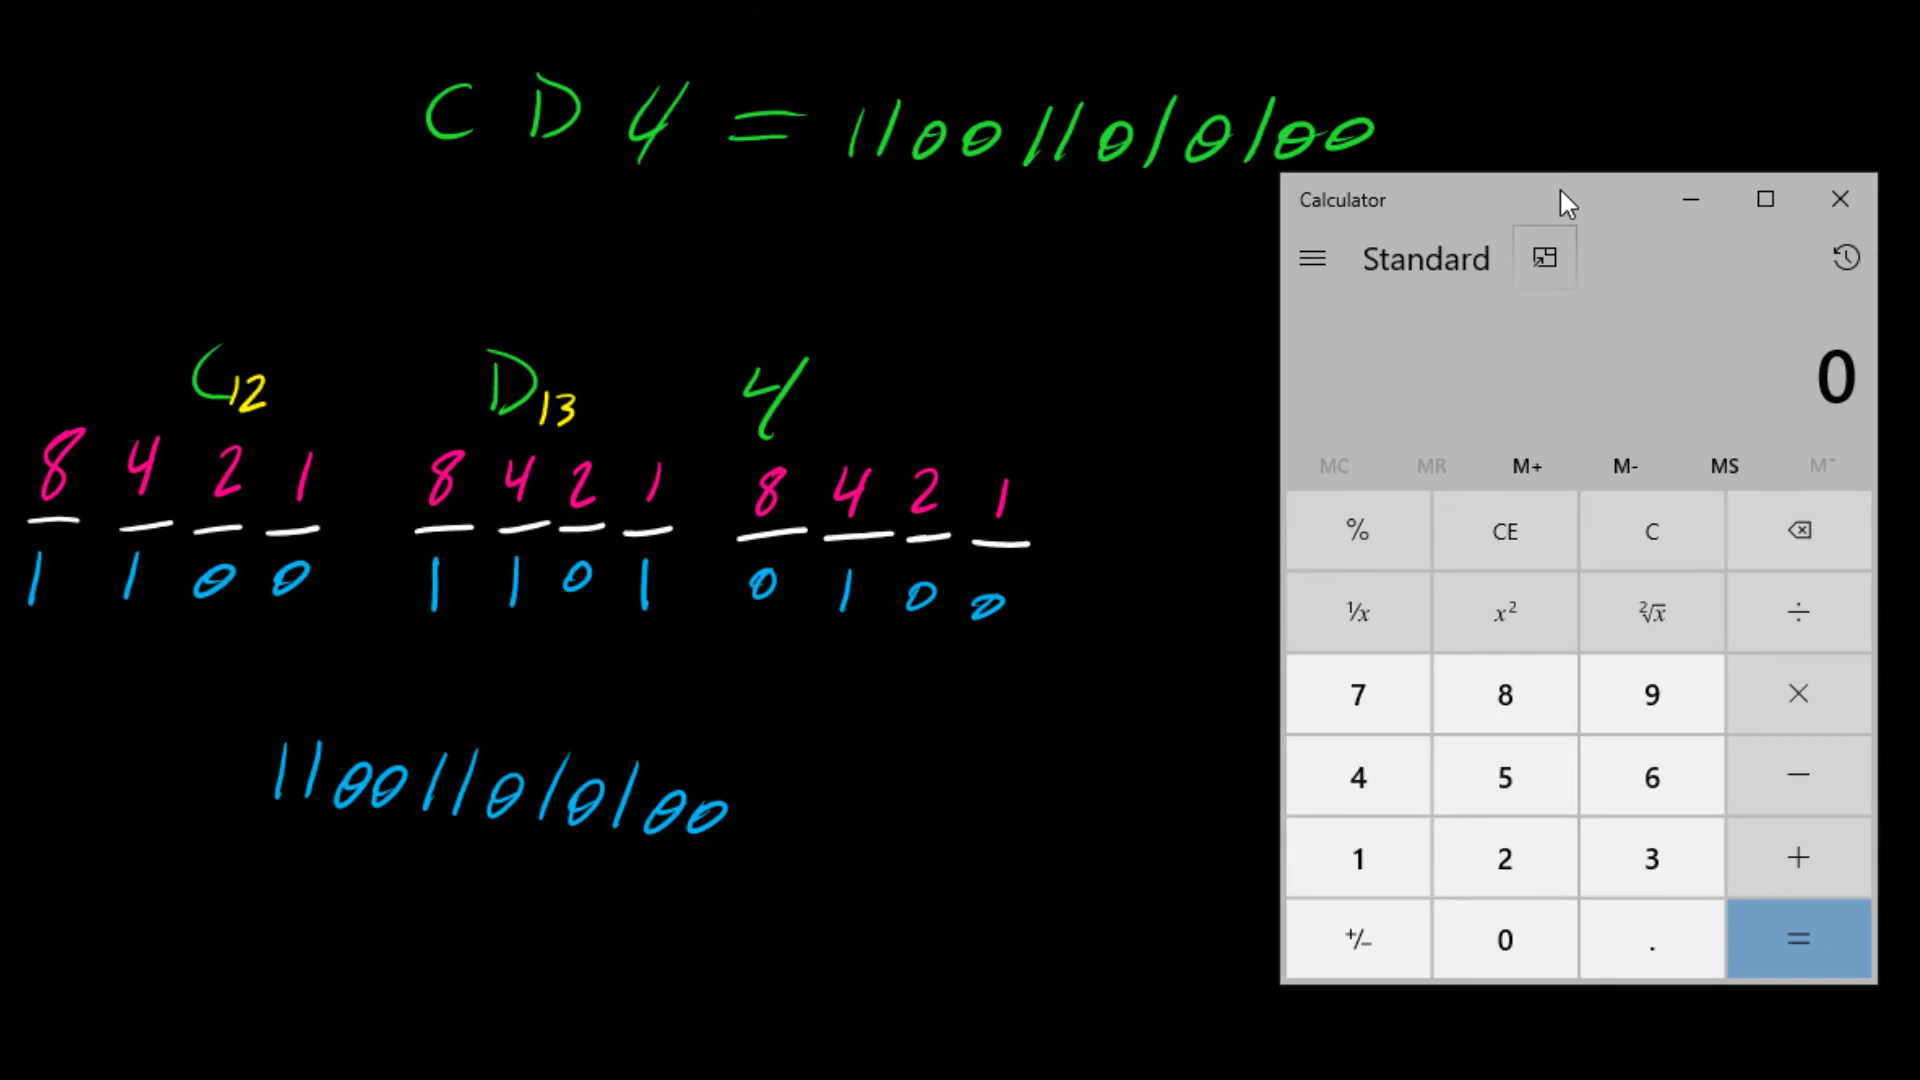 C D 4 = 110011010100
C12 D13 4
8 4 2 1 8 4 2 1 8 4 2 1
1 1 0 0 1 1 0 1 0 1 0 0
110011010100
Calculator
Standard
0
MC MR M+ M- MS M˅
% CE C
⅟x x² ²√x ÷
7 8 9 ×
4 5 6 −
1 2 3 +
+/− 0 . =